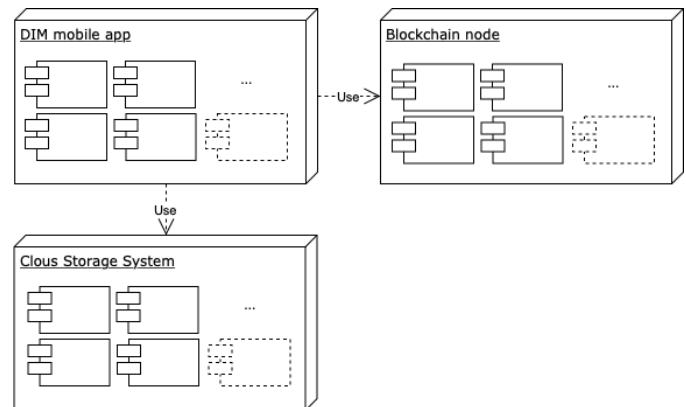 DIM mobile app
Blockchain node
...
...
Use
Use
Clous Storage System
...